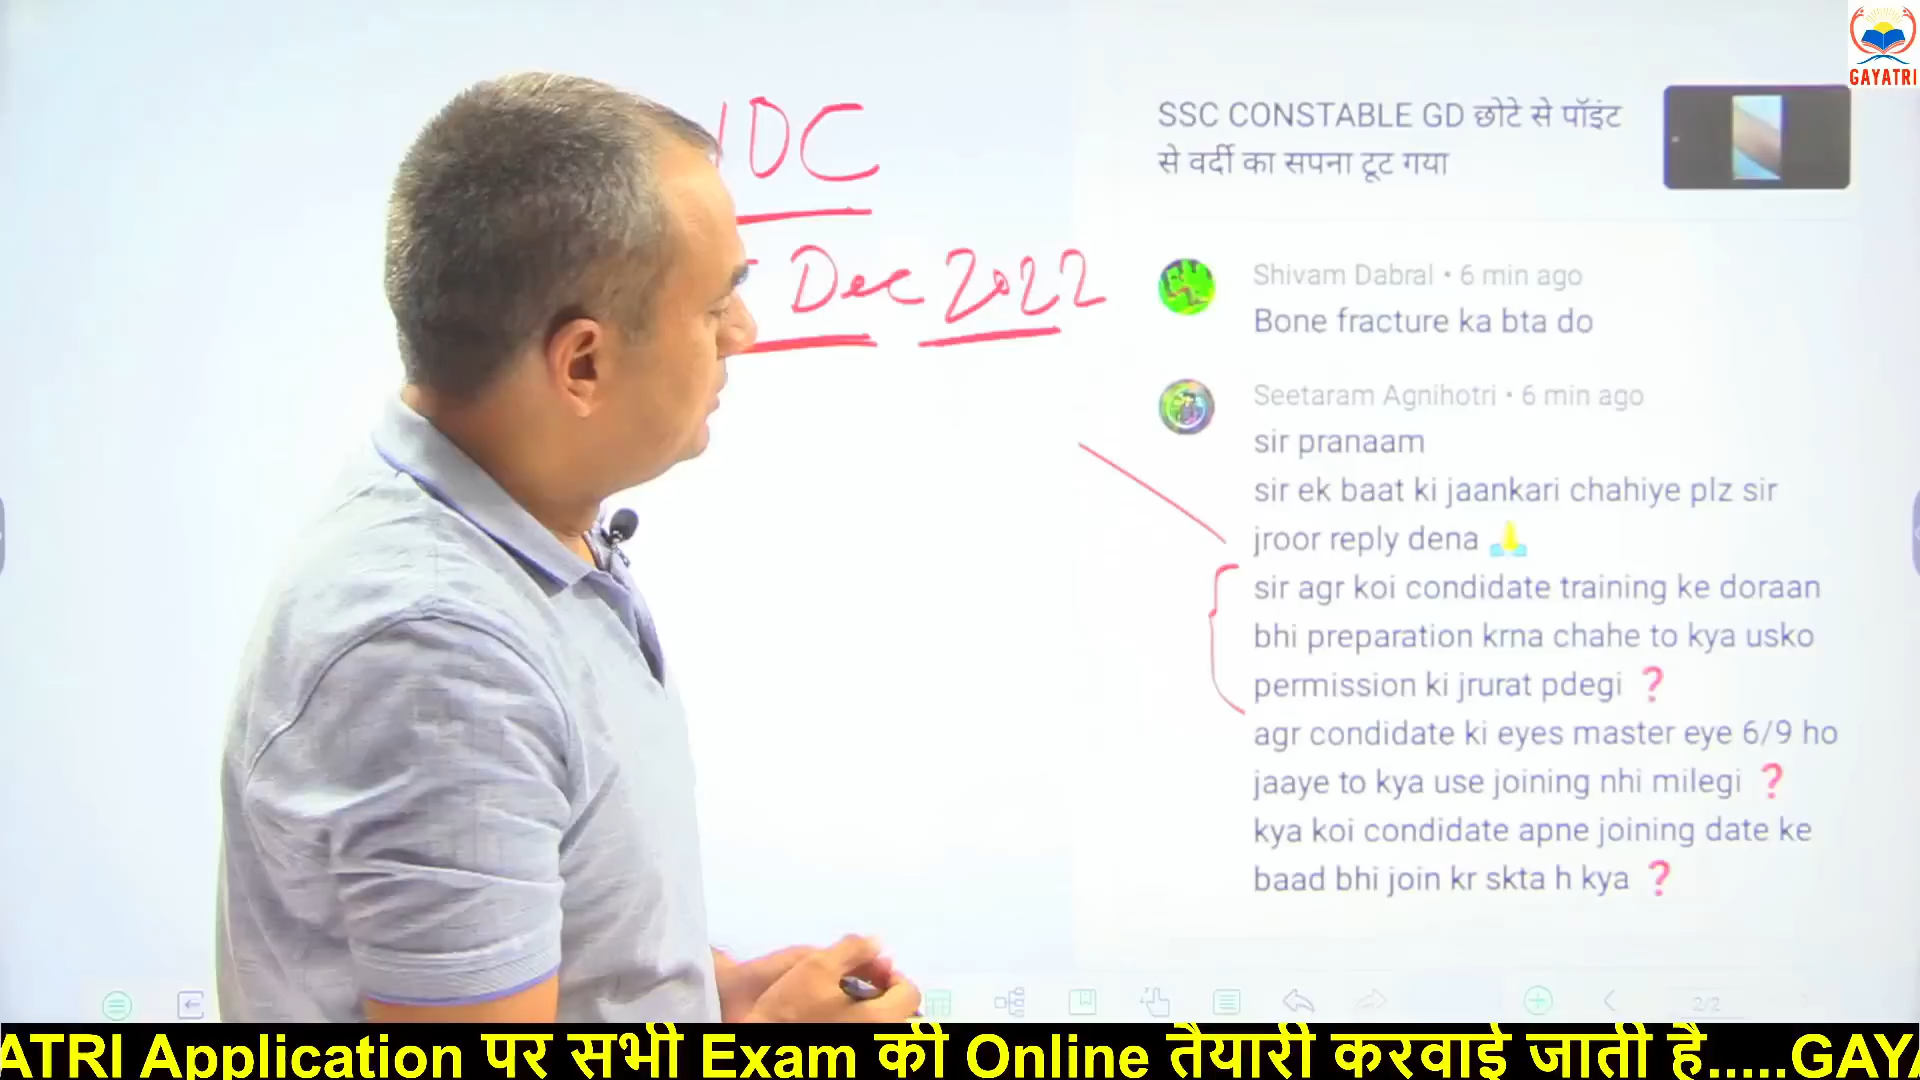 GAYATRI
DC
Dec 2022
SSC CONSTABLE GD छोटे से पॉइंट
से वर्दी का सपना टूट गया
Shivam Dabral • 6 min ago
Bone fracture ka bta do
Seetaram Agnihotri • 6 min ago
sir pranaam
sir ek baat ki jaankari chahiye plz sir
jroor reply dena 🙏
sir agr koi condidate training ke doraan
bhi preparation krna chahe to kya usko
permission ki jrurat pdegi ❓
agr condidate ki eyes master eye 6/9 ho
jaaye to kya use joining nhi milegi ❓
kya koi condidate apne joining date ke
baad bhi join kr skta h kya ❓
2/2
ATRI Application पर सभी Exam की Online तैयारी करवाई जाती है.....GAYA